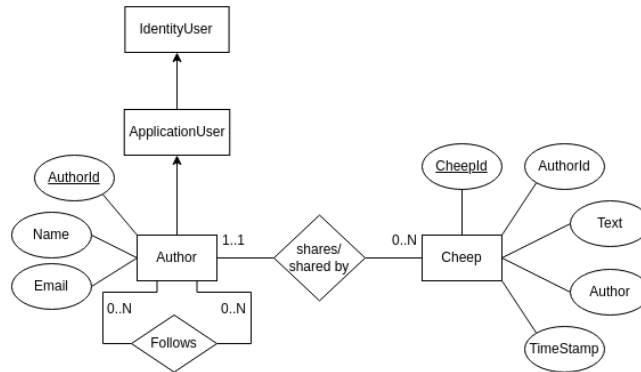 IdentityUser
ApplicationUser
AuthorId
CheepId
AuthorId
Name
Text
1..1
shares/
shared by
0..N
Author
Cheep
Email
Author
0..N
0..N
Follows
TimeStamp